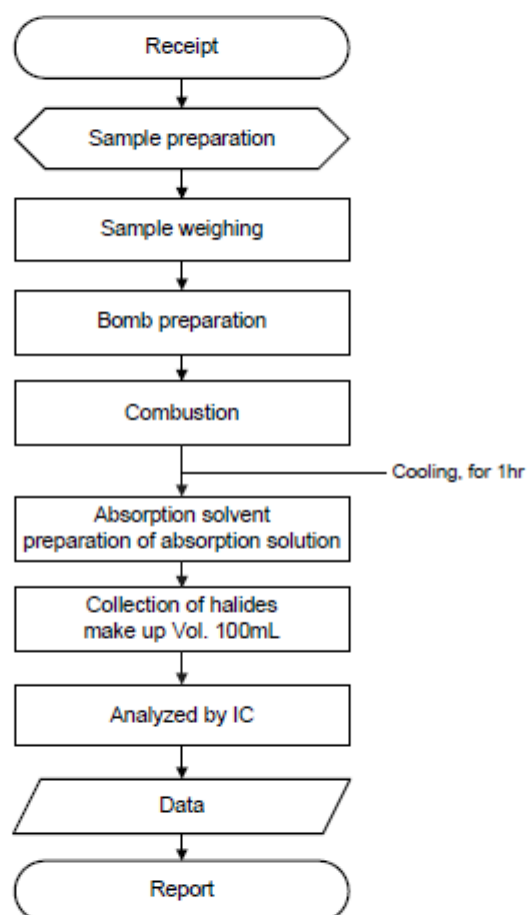 Receipt
Sample preparation
Sample weighing
Bomb preparation
Combustion
Cooling, for 1hr
Absorption solvent
preparation of absorption solution
Collection of halides
make up Vol. 100mL
Analyzed by IC
Data
Report